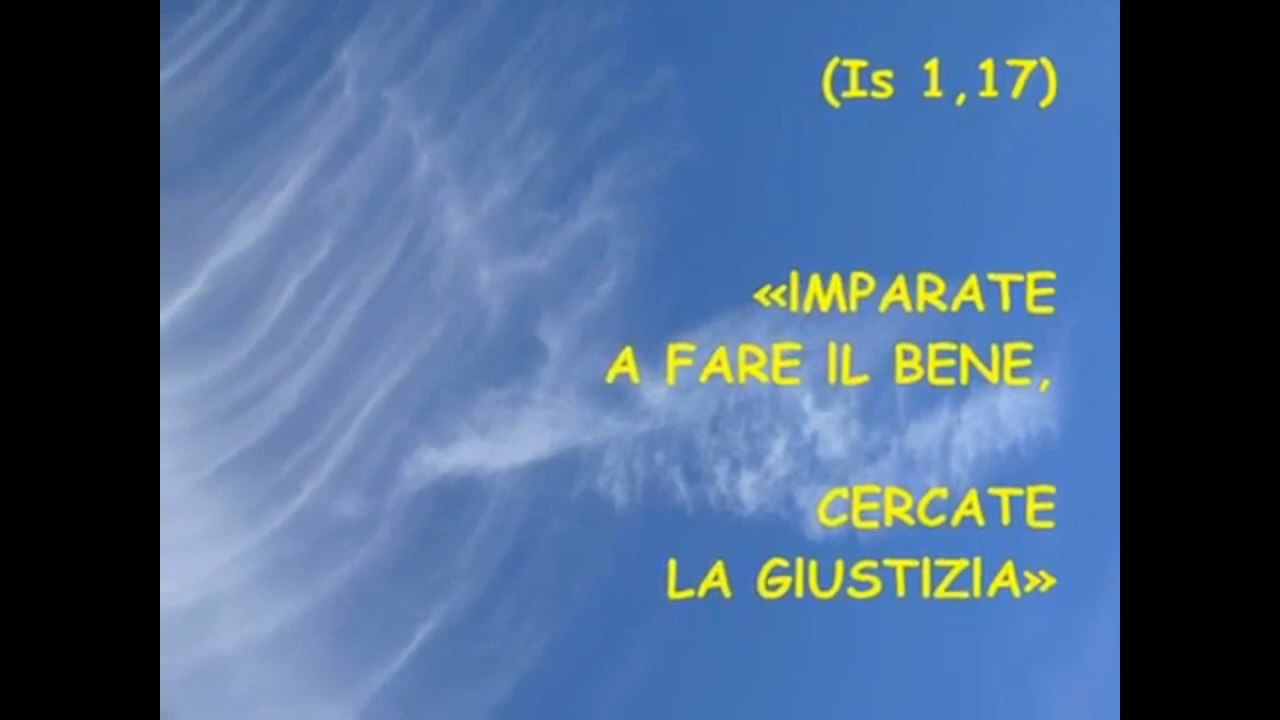 (Is 1,17)
«IMPARATE
A FARE IL BENE,
CERCATE
LA GIUSTIZIA»